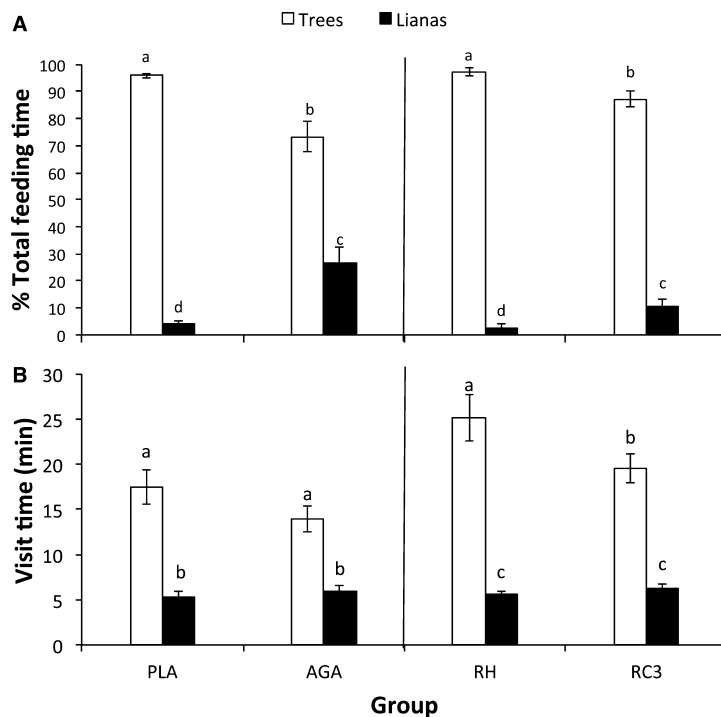 A
Trees Lianas
% Total feeding time
100
90
80
70
60
50
40
30
20
10
0
a
d
b
c
a
d
b
c
B
Visit time (min)
30
25
20
15
10
5
0
a
b
a
b
a
c
b
c
PLA AGA RH RC3
Group